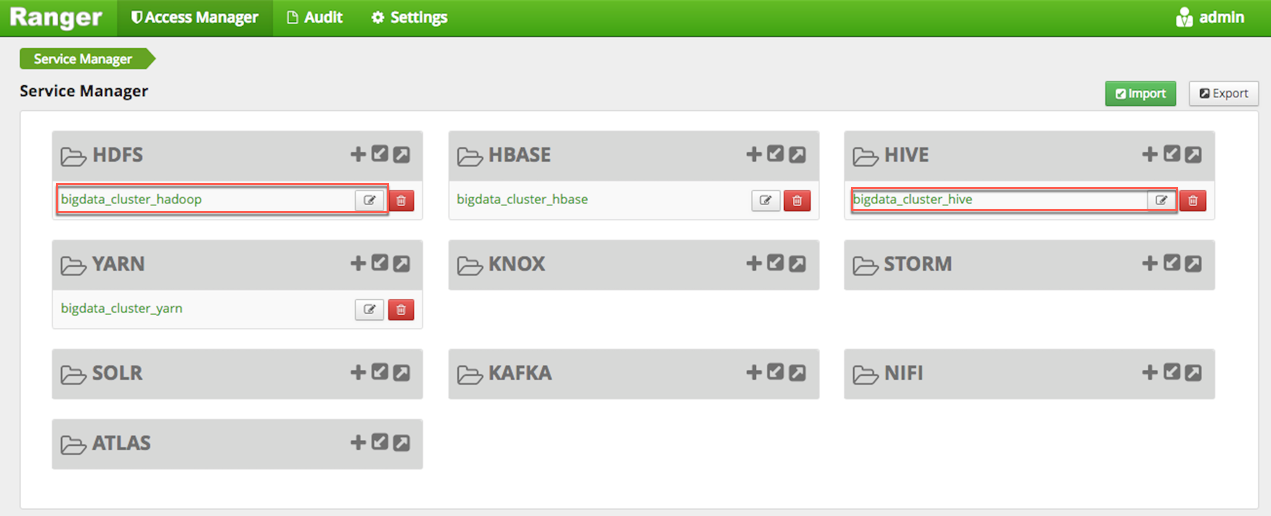 Ranger Access Manager Audit Settings admin
Service Manager
Service Manager
Import Export
HDFS HBASE HIVE
bigdata_cluster_hadoop bigdata_cluster_hbase bigdata_cluster_hive
YARN KNOX STORM
bigdata_cluster_yarn
SOLR KAFKA NIFI
ATLAS